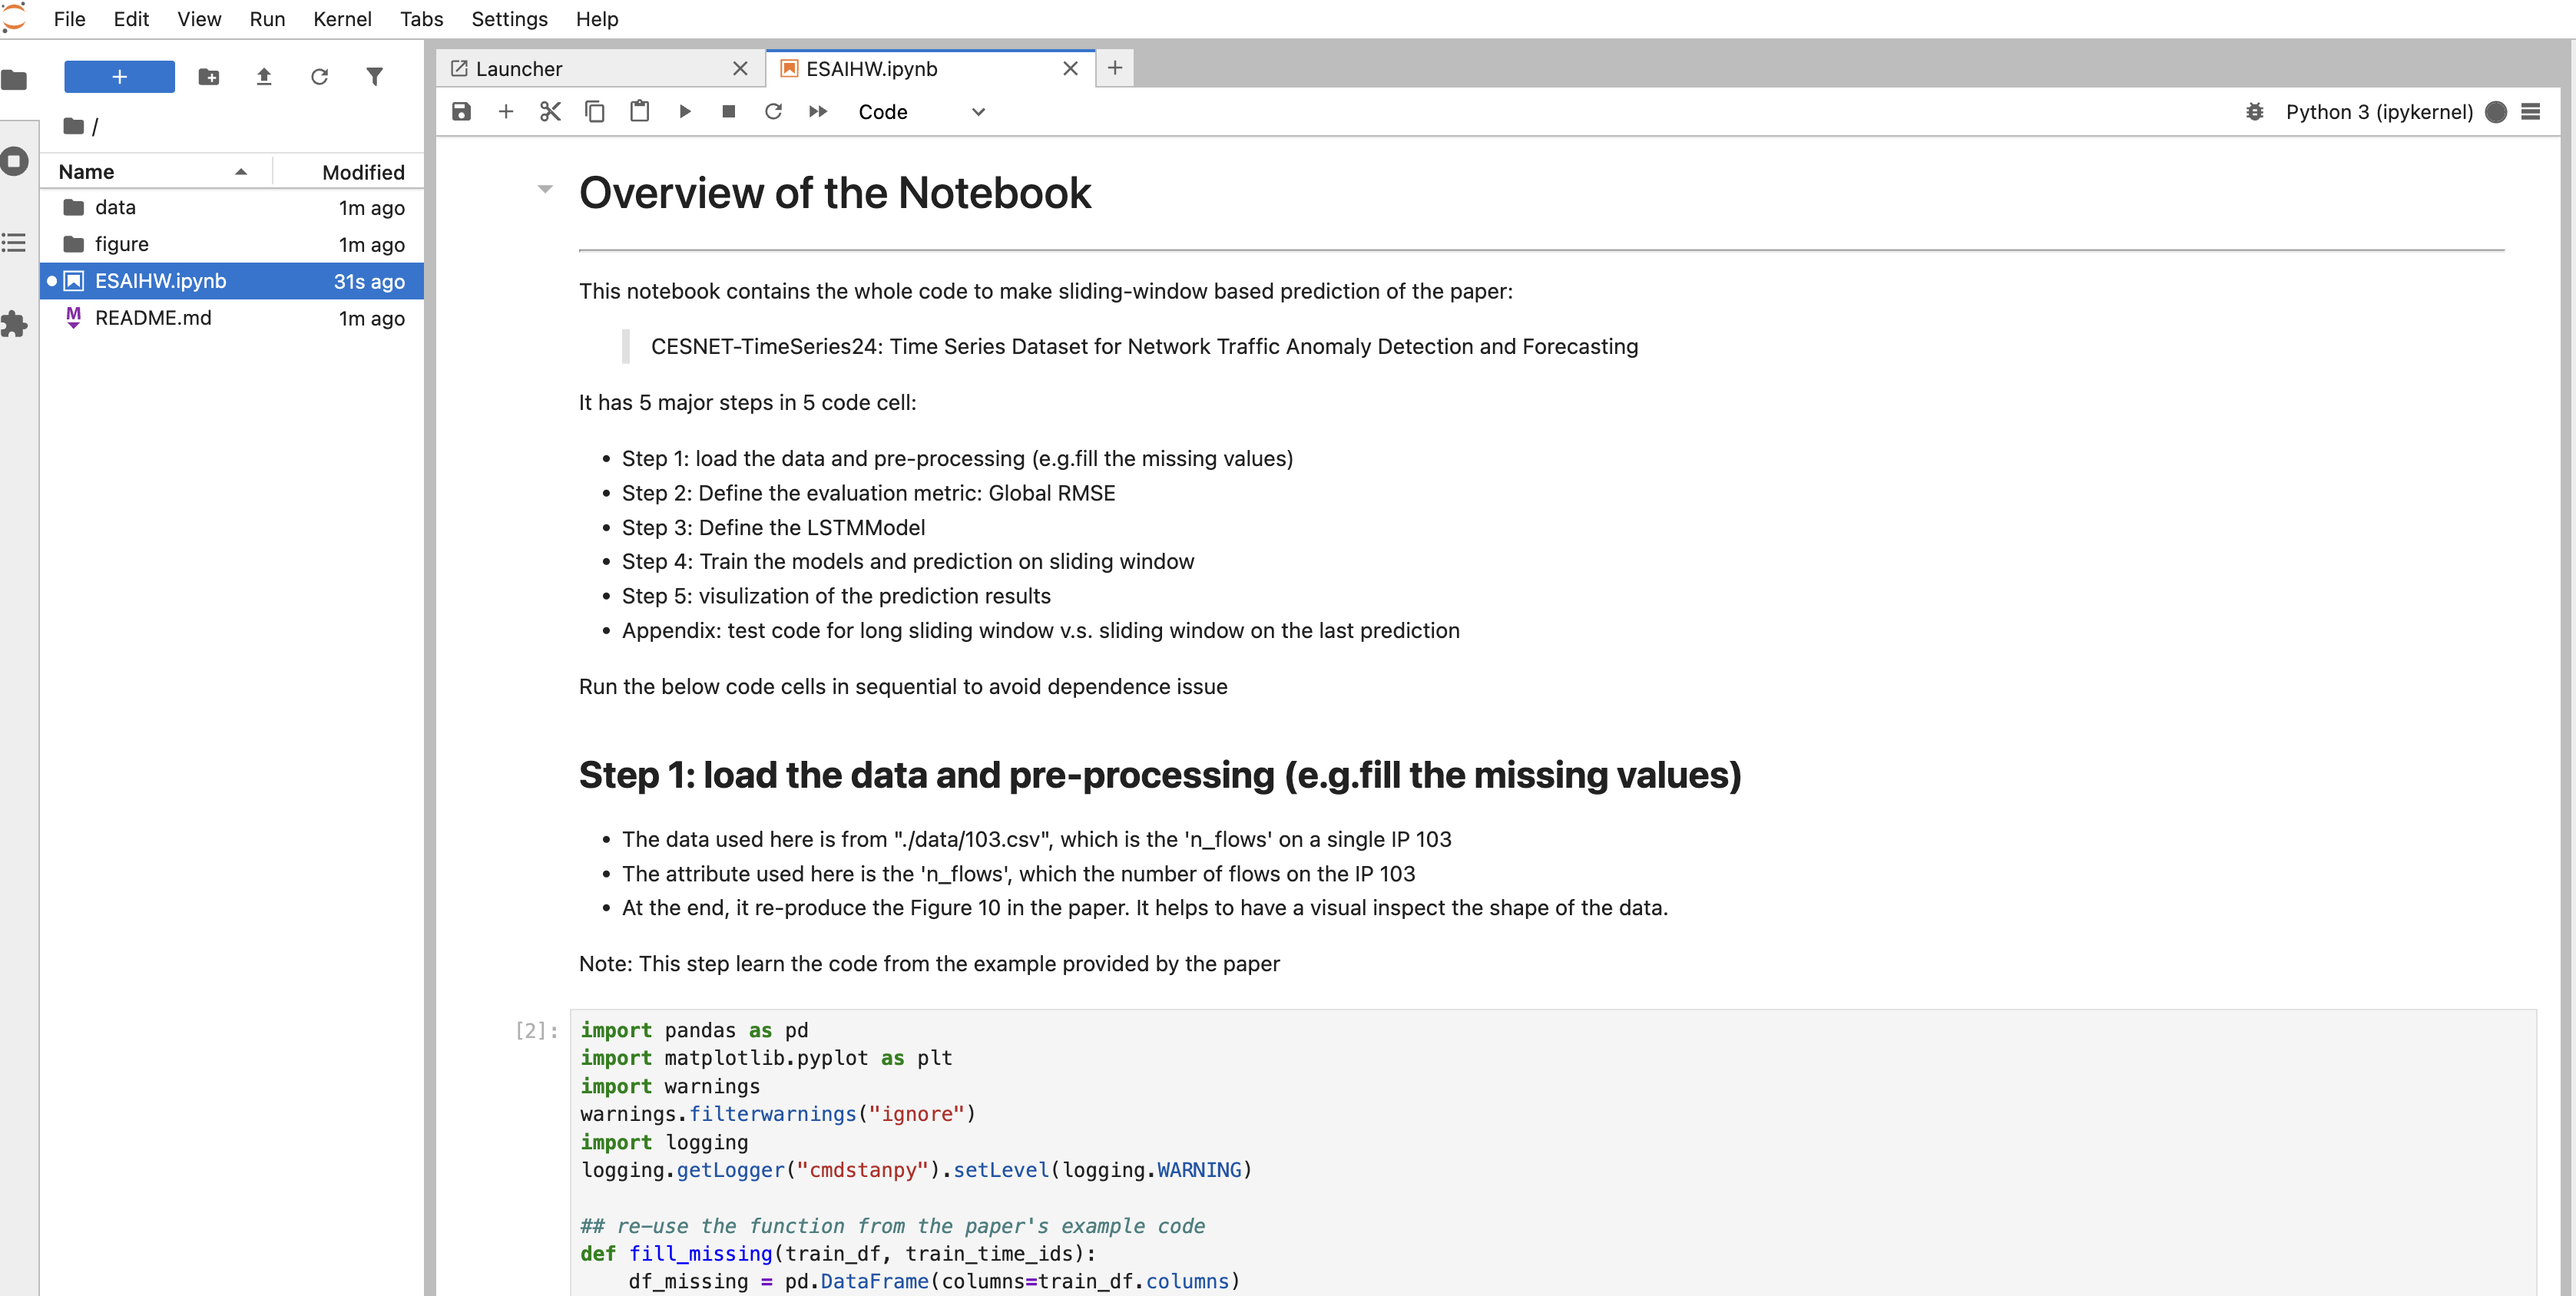 File Edit View Run Kernel Tabs Settings Help
+
/
Name Modified
data 1m ago
figure 1m ago
ESAIHW.ipynb 31s ago
README.md 1m ago
Launcher ESAIHW.ipynb
Code Python 3 (ipykernel)
Overview of the Notebook
This notebook contains the whole code to make sliding-window based prediction of the paper:
CESNET-TimeSeries24: Time Series Dataset for Network Traffic Anomaly Detection and Forecasting
It has 5 major steps in 5 code cell:
• Step 1: load the data and pre-processing (e.g.fill the missing values)
• Step 2: Define the evaluation metric: Global RMSE
• Step 3: Define the LSTMModel
• Step 4: Train the models and prediction on sliding window
• Step 5: visulization of the prediction results
• Appendix: test code for long sliding window v.s. sliding window on the last prediction
Run the below code cells in sequential to avoid dependence issue
Step 1: load the data and pre-processing (e.g.fill the missing values)
• The data used here is from "./data/103.csv", which is the 'n_flows' on a single IP 103
• The attribute used here is the 'n_flows', which the number of flows on the IP 103
• At the end, it re-produce the Figure 10 in the paper. It helps to have a visual inspect the shape of the data.
Note: This step learn the code from the example provided by the paper
[2]: import pandas as pd
import matplotlib.pyplot as plt
import warnings
warnings.filterwarnings("ignore")
import logging
logging.getLogger("cmdstanpy").setLevel(logging.WARNING)
## re-use the function from the paper's example code
def fill_missing(train_df, train_time_ids):
    df_missing = pd.DataFrame(columns=train_df.columns)